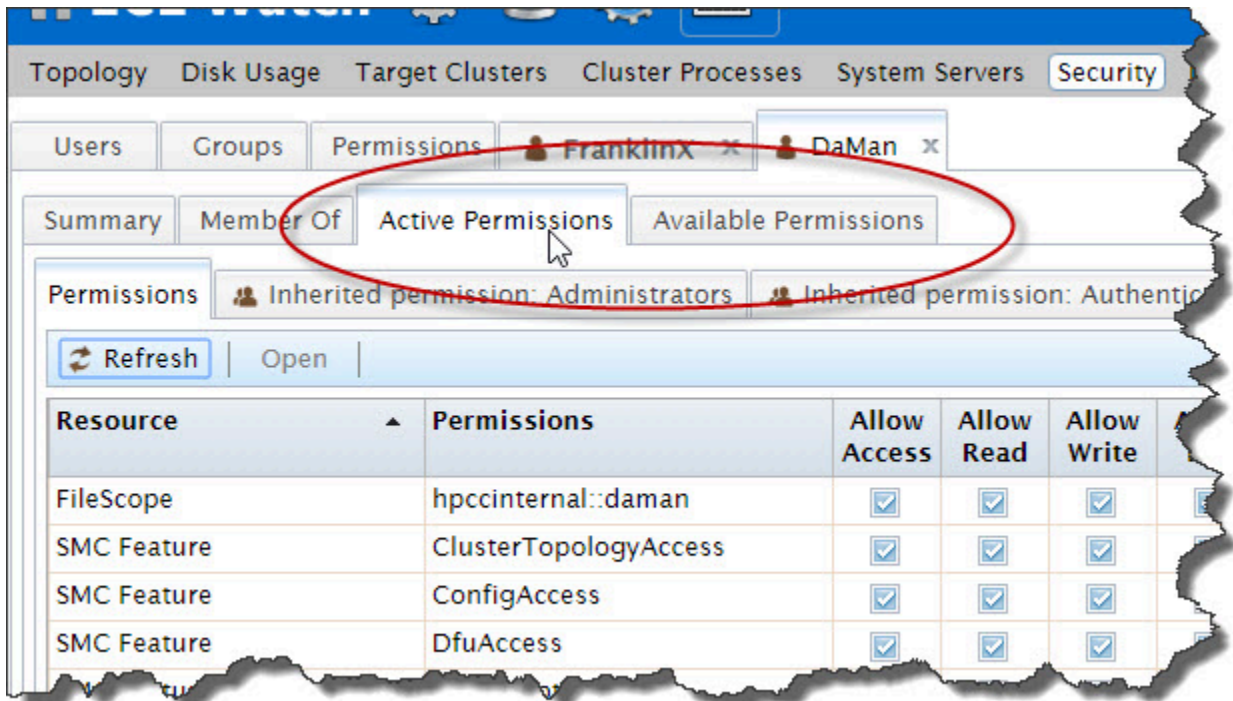 ECL Watch
Topology Disk Usage Target Clusters Cluster Processes System Servers Security
Users Groups Permissions FranklinX x DaMan x
Summary Member Of Active Permissions Available Permissions
Permissions Inherited permission: Administrators Inherited permission: Authentic
Refresh Open
Resource Permissions Allow Access Allow Read Allow Write
FileScope hpccinternal::daman
SMC Feature ClusterTopologyAccess
SMC Feature ConfigAccess
SMC Feature DfuAccess